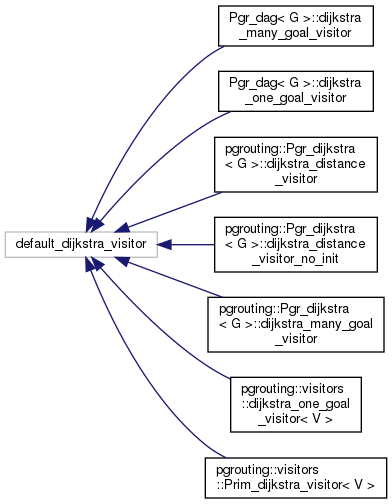 Pgr_dag< G >::dijkstra
_many_goal_visitor
Pgr_dag< G >::dijkstra
_one_goal_visitor
pgrouting::Pgr_dijkstra
< G >::dijkstra_distance
_visitor
default_dijkstra_visitor
pgrouting::Pgr_dijkstra
< G >::dijkstra_distance
_visitor_no_init
pgrouting::Pgr_dijkstra
< G >::dijkstra_many_goal
_visitor
pgrouting::visitors
::dijkstra_one_goal
_visitor< V >
pgrouting::visitors
::Prim_dijkstra_visitor< V >